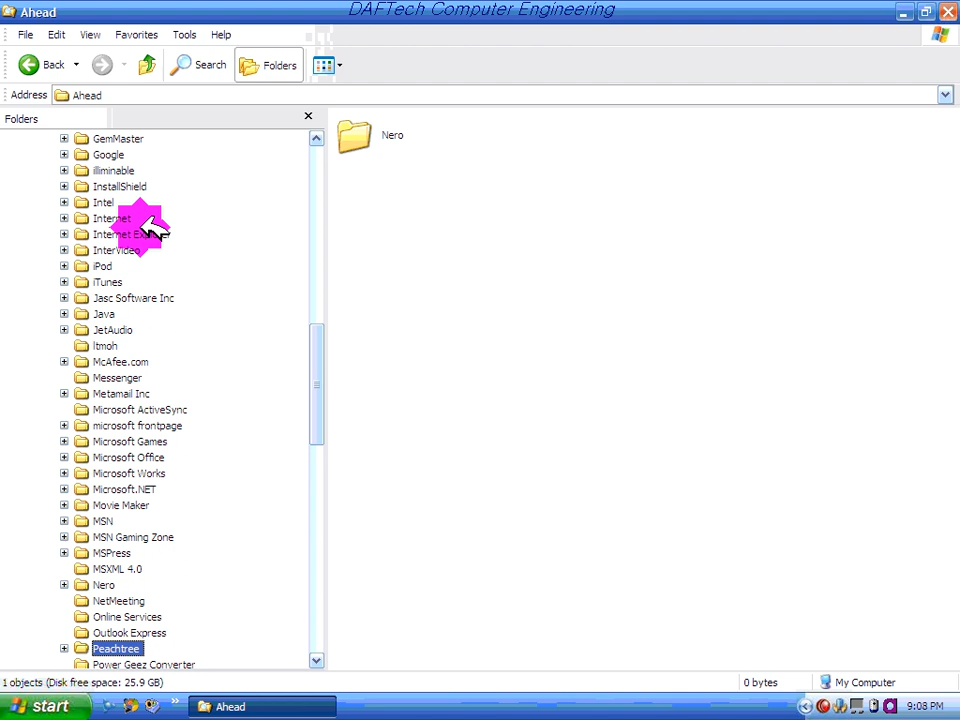 DAFTech Computer Engineering
Ahead
File Edit View Favorites Tools Help
Back Search Folders
Address Ahead
Folders
GemMaster
Google
illiminable
InstallShield
Intel
Internet
Internet Explorer
InterVideo
iPod
iTunes
Jasc Software Inc
Java
JetAudio
ltmoh
McAfee.com
Messenger
Metamail Inc
Microsoft ActiveSync
microsoft frontpage
Microsoft Games
Microsoft Office
Microsoft Works
Microsoft.NET
Movie Maker
MSN
MSN Gaming Zone
MSPress
MSXML 4.0
Nero
NetMeeting
Online Services
Outlook Express
Peachtree
Power Geez Converter
Nero
1 objects (Disk free space: 25.9 GB) 0 bytes My Computer
start Ahead 9:08 PM